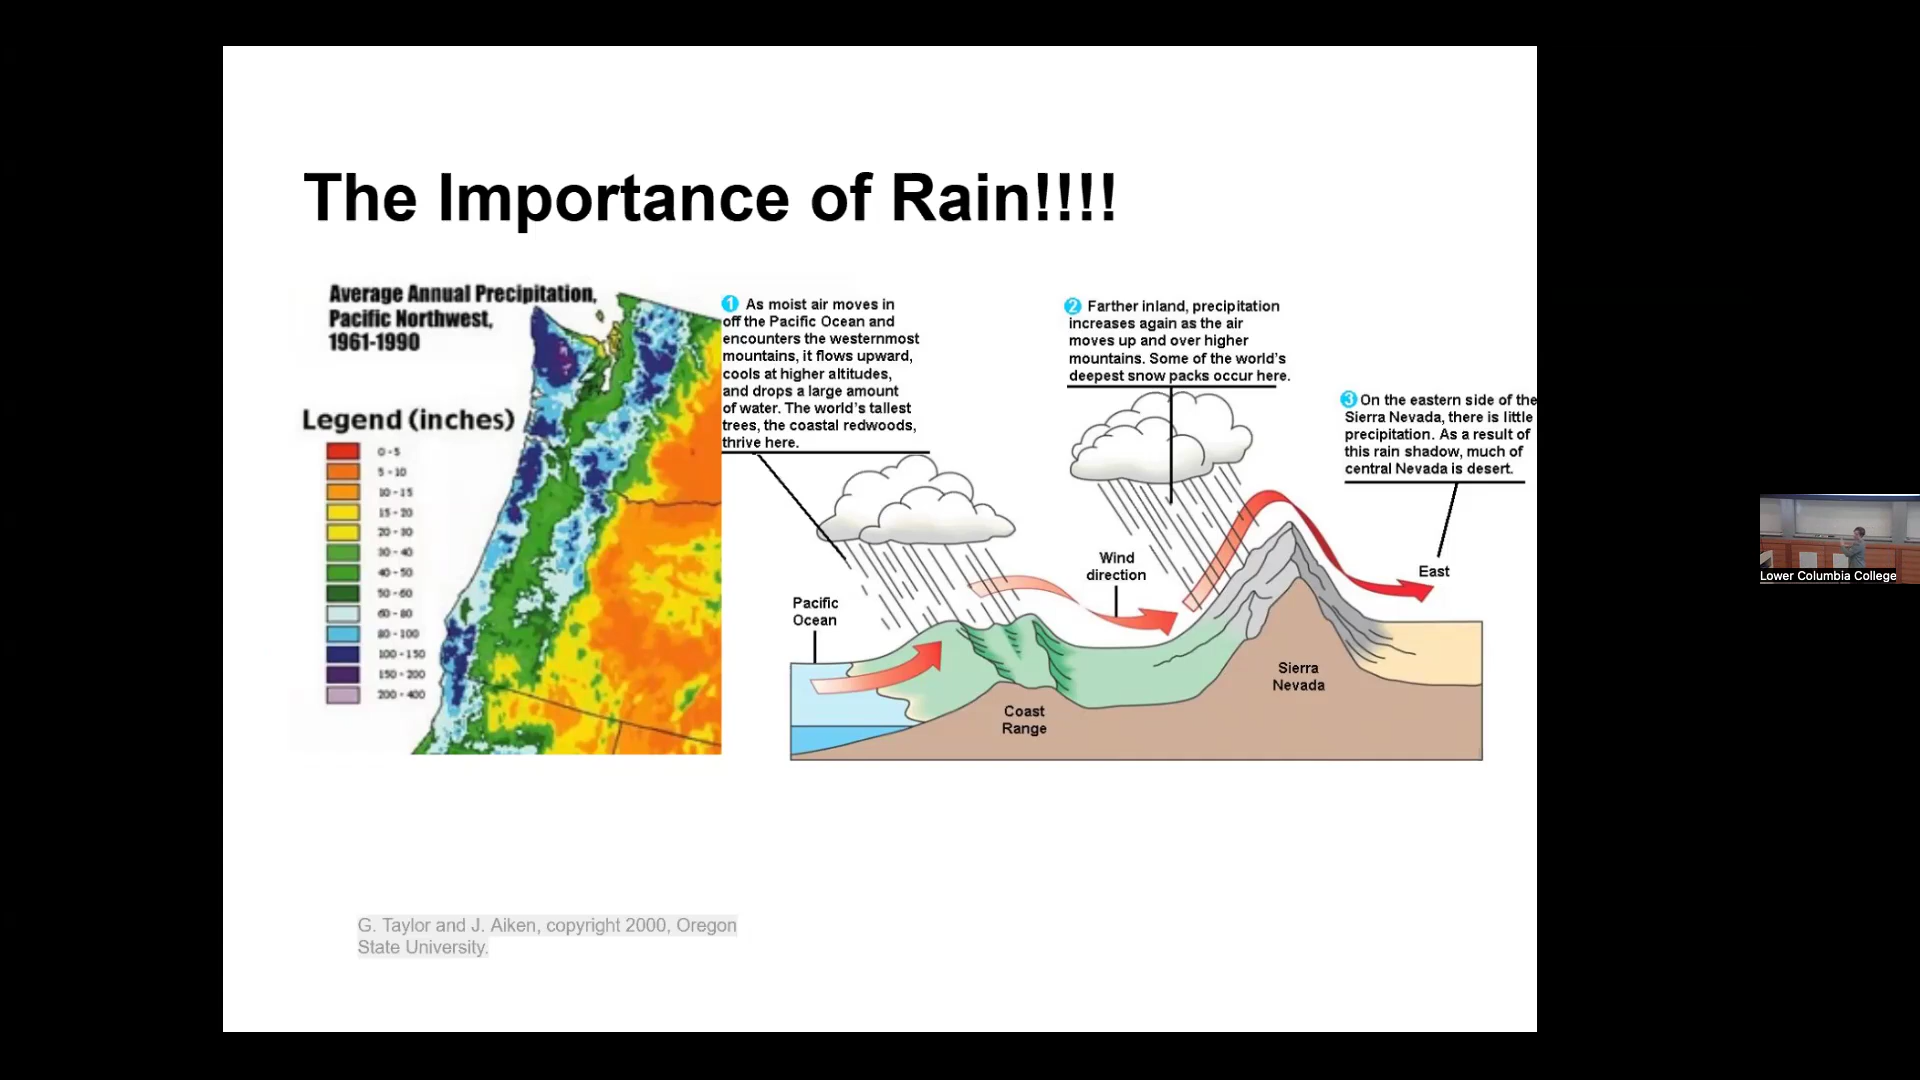 The Importance of Rain!!!!
Average Annual Precipitation,
Pacific Northwest,
1961-1990
Legend (inches)
0-5
5-10
10-15
15-20
20-30
30-40
40-50
50-60
60-80
80-100
100-150
150-200
200-400
1 As moist air moves in
off the Pacific Ocean and
encounters the westernmost
mountains, it flows upward,
cools at higher altitudes,
and drops a large amount
of water. The world's tallest
trees, the coastal redwoods,
thrive here.
2 Farther inland, precipitation
increases again as the air
moves up and over higher
mountains. Some of the world's
deepest snow packs occur here.
3 On the eastern side of the
Sierra Nevada, there is little
precipitation. As a result of
this rain shadow, much of
central Nevada is desert.
Pacific
Ocean
Wind
direction
East
Coast
Range
Sierra
Nevada
G. Taylor and J. Aiken, copyright 2000, Oregon
State University.
Lower Columbia College